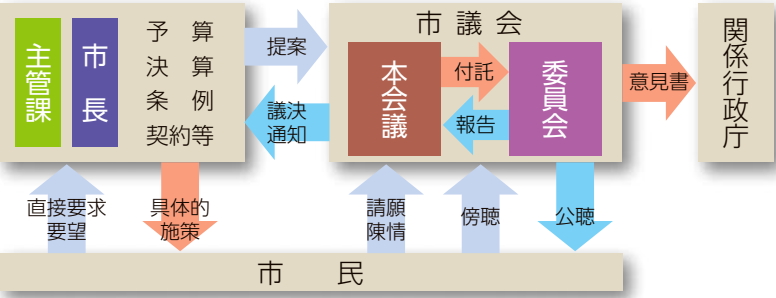 主管課
市長
予算
決算
条例
契約等
提案
議決
通知
市議会
本会議
付託
報告
委員会
意見書
関係行政庁
直接要求
要望
具体的
施策
請願
陳情
傍聴
公聴
市民